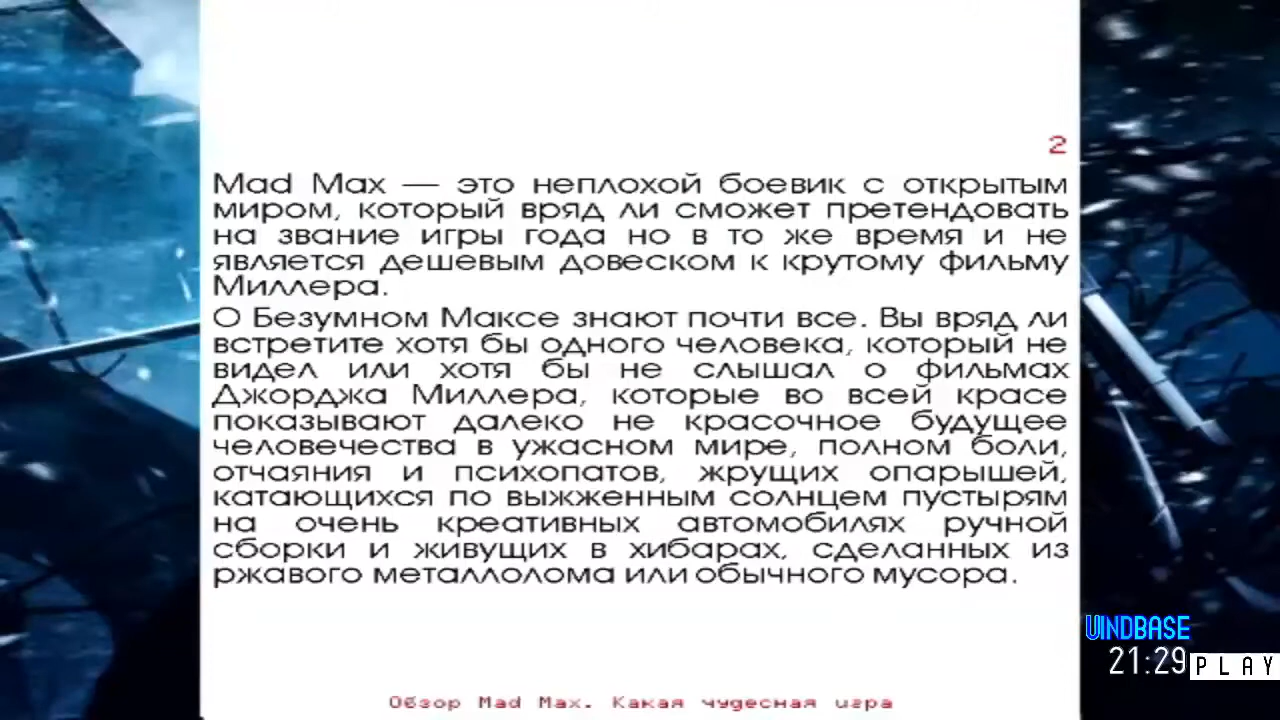 2
Mad Max — это неплохой боевик с открытым
миром, который вряд ли сможет претендовать
на звание игры года но в то же время и не
является дешевым довеском к крутому фильму
Миллера.
О Безумном Максе знают почти все. Вы вряд ли
встретите хотя бы одного человека, который не
видел или хотя бы не слышал о фильмах
Джорджа Миллера, которые во всей красе
показывают далеко не красочное будущее
человечества в ужасном мире, полном боли,
отчаяния и психопатов, жрущих опарышей,
катающихся по выжженным солнцем пустырям
на очень креативных автомобилях ручной
сборки и живущих в хибарах, сделанных из
ржавого металлолома или обычного мусора.
UINDBASE
21:29 PLAY
Обзор Mad Max. Какая чудесная игра